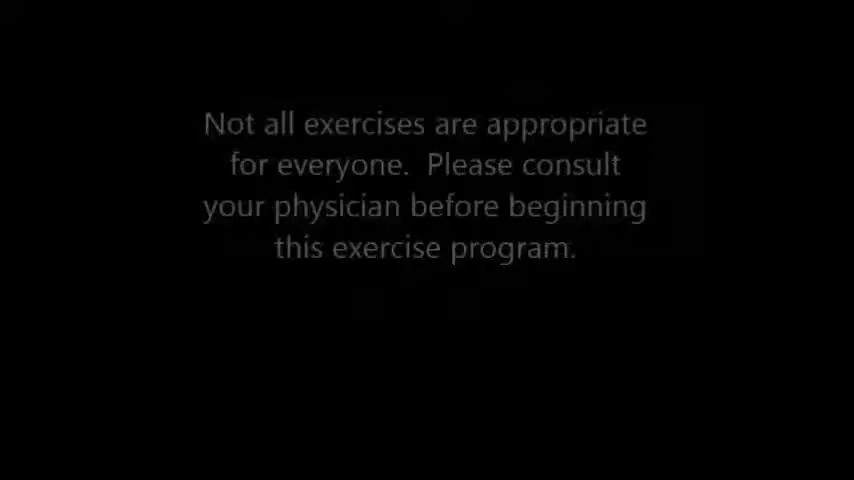 Not all exercises are appropriate
for everyone.  Please consult
your physician before beginning
this exercise program.